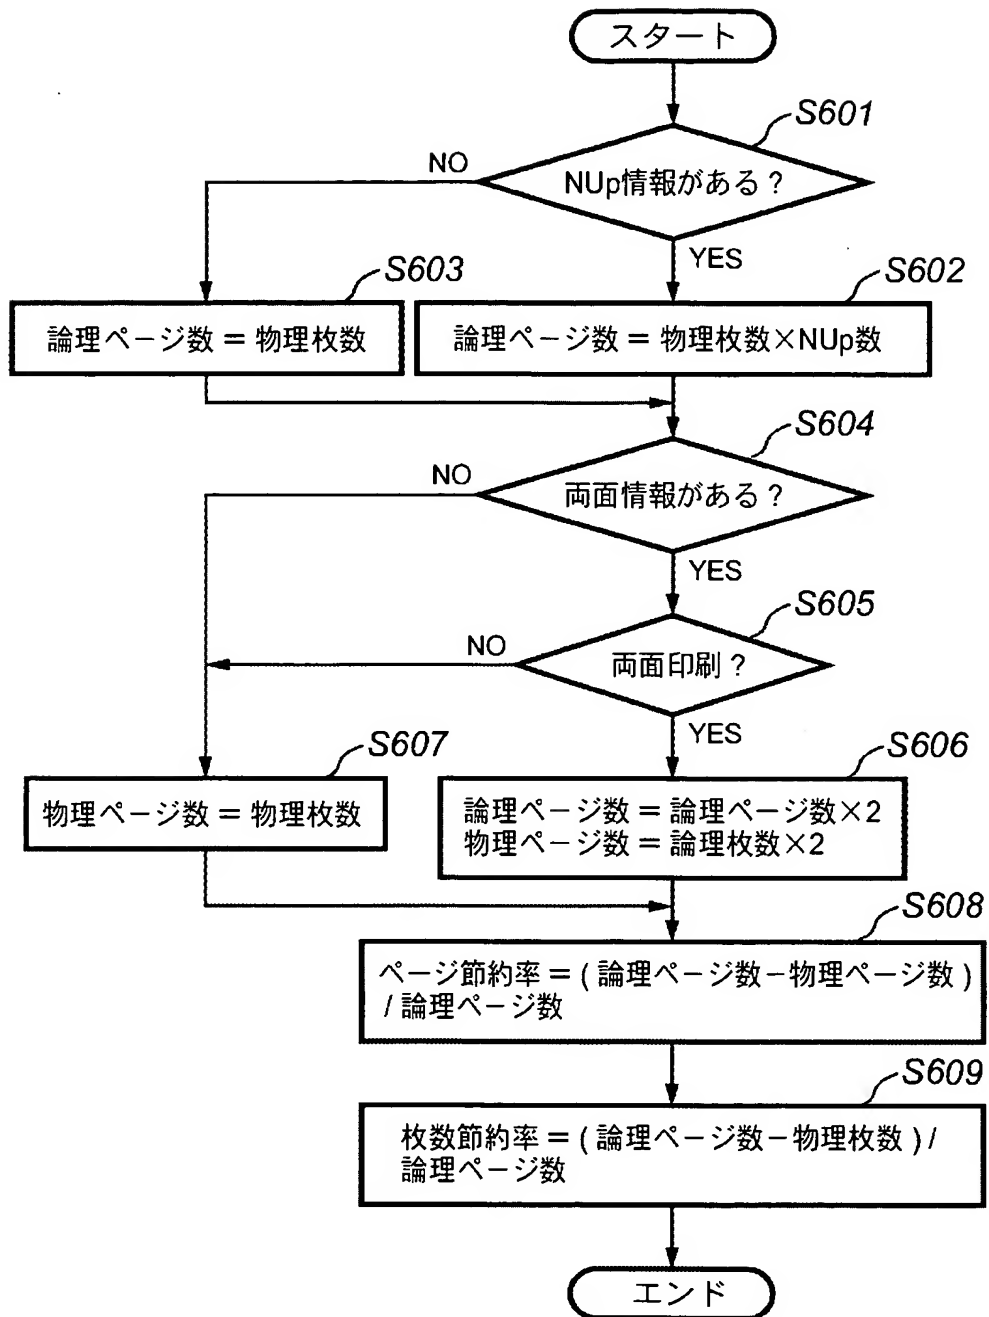 スタート
S601
NO
NUp情報がある？
YES
S603
S602
論理ページ数＝物理枚数
論理ページ数＝物理枚数×NUp数
S604
NO
両面情報がある？
YES
S605
NO
両面印刷？
YES
S607
S606
物理ページ数＝物理枚数
論理ページ数＝論理ページ数×2
物理ページ数＝論理枚数×2
S608
ページ節約率＝(論理ページ数－物理ページ数)
/論理ページ数
S609
枚数節約率＝(論理ページ数－物理枚数)/
論理ページ数
エンド